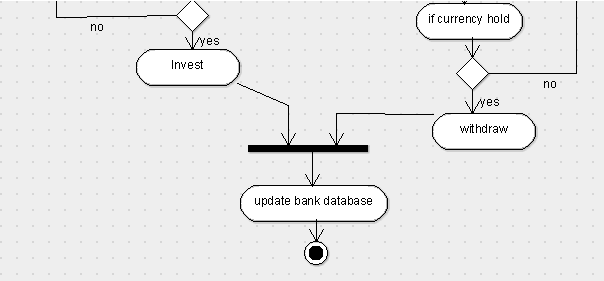 if currency hold
no
yes
Invest
no
yes
withdraw
update bank database